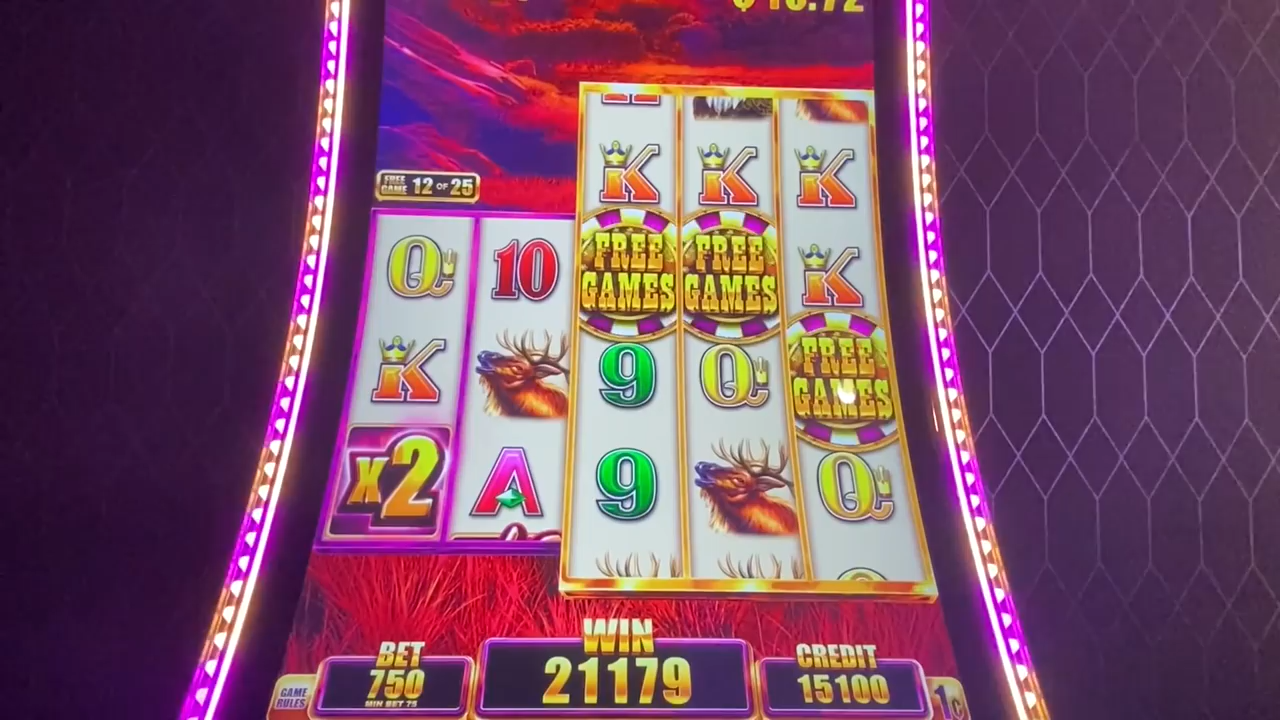 FREE GAME 12 OF 25
K K K
Q 10 FREE GAMES FREE GAMES K
K 9 Q FREE GAMES
X2 A 9 Q
BET WIN CREDIT
750 21179 15100
MIN BET 75
GAME RULES
1¢